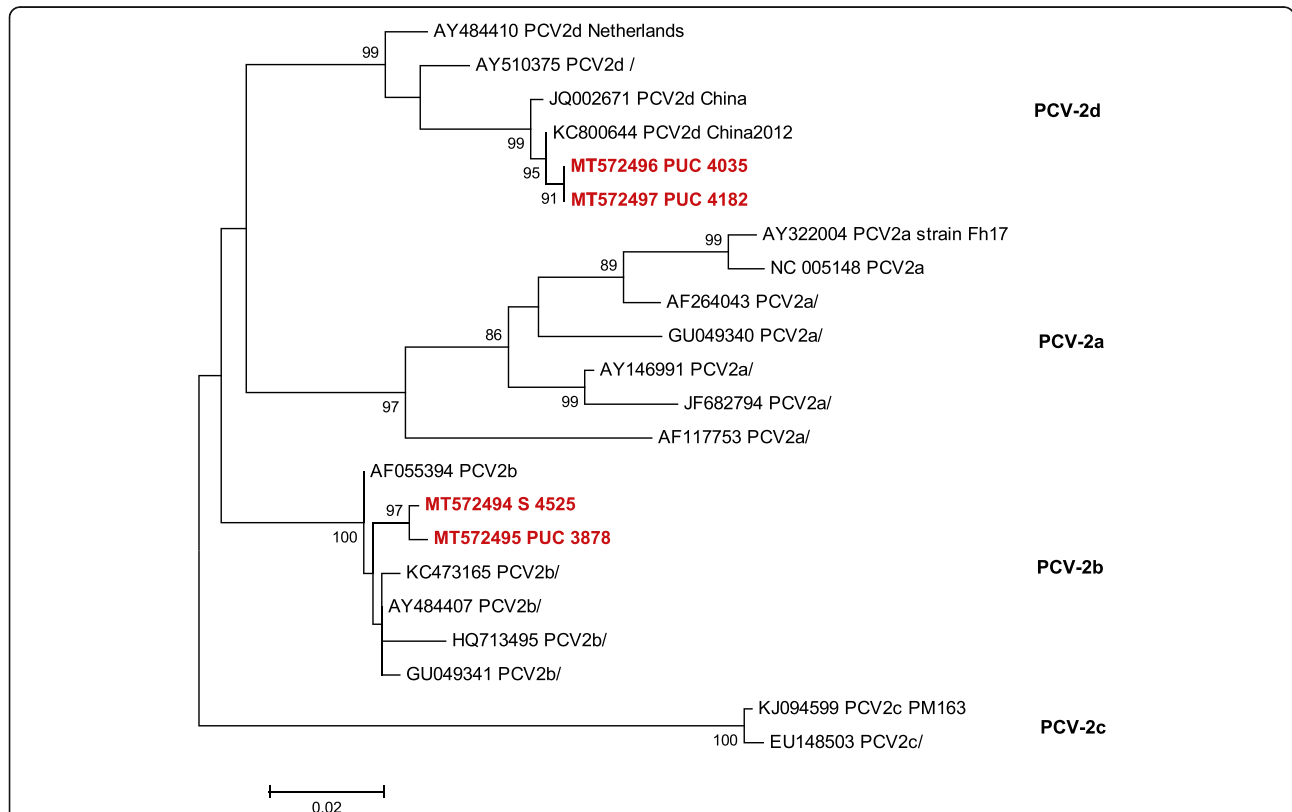 AY484410 PCV2d Netherlands
99
AY510375 PCV2d /
JQ002671 PCV2d China
PCV-2d
KC800644 PCV2d China2012
99
MT572496 PUC 4035
95
MT572497 PUC 4182
91
AY322004 PCV2a strain Fh17
99
NC 005148 PCV2a
89
AF264043 PCV2a/
GU049340 PCV2a/
86
PCV-2a
AY146991 PCV2a/
JF682794 PCV2a/
99
97
AF117753 PCV2a/
AF055394 PCV2b
MT572494 S 4525
97
MT572495 PUC 3878
100
PCV-2b
KC473165 PCV2b/
AY484407 PCV2b/
HQ713495 PCV2b/
GU049341 PCV2b/
KJ094599 PCV2c PM163
PCV-2c
EU148503 PCV2c/
100
0.02